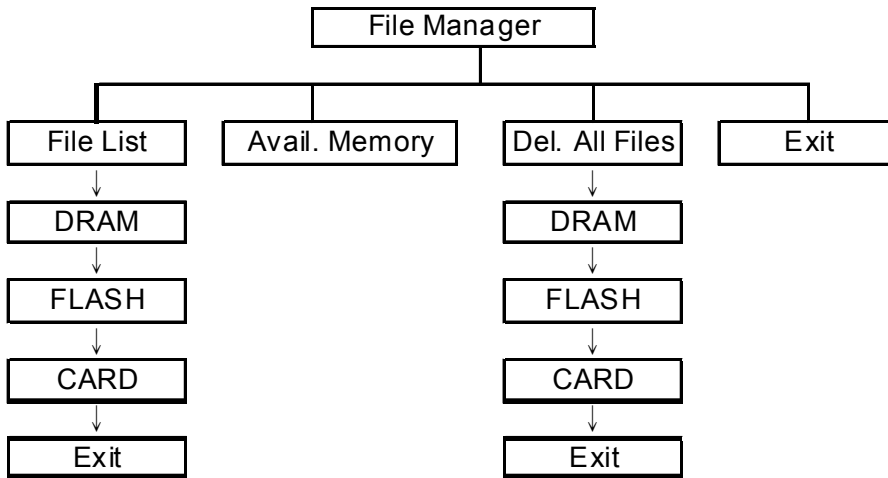 File Manager
File List
Avail. Memory
Del. All Files
Exit
DRAM
DRAM
FLASH
FLASH
CARD
CARD
Exit
Exit